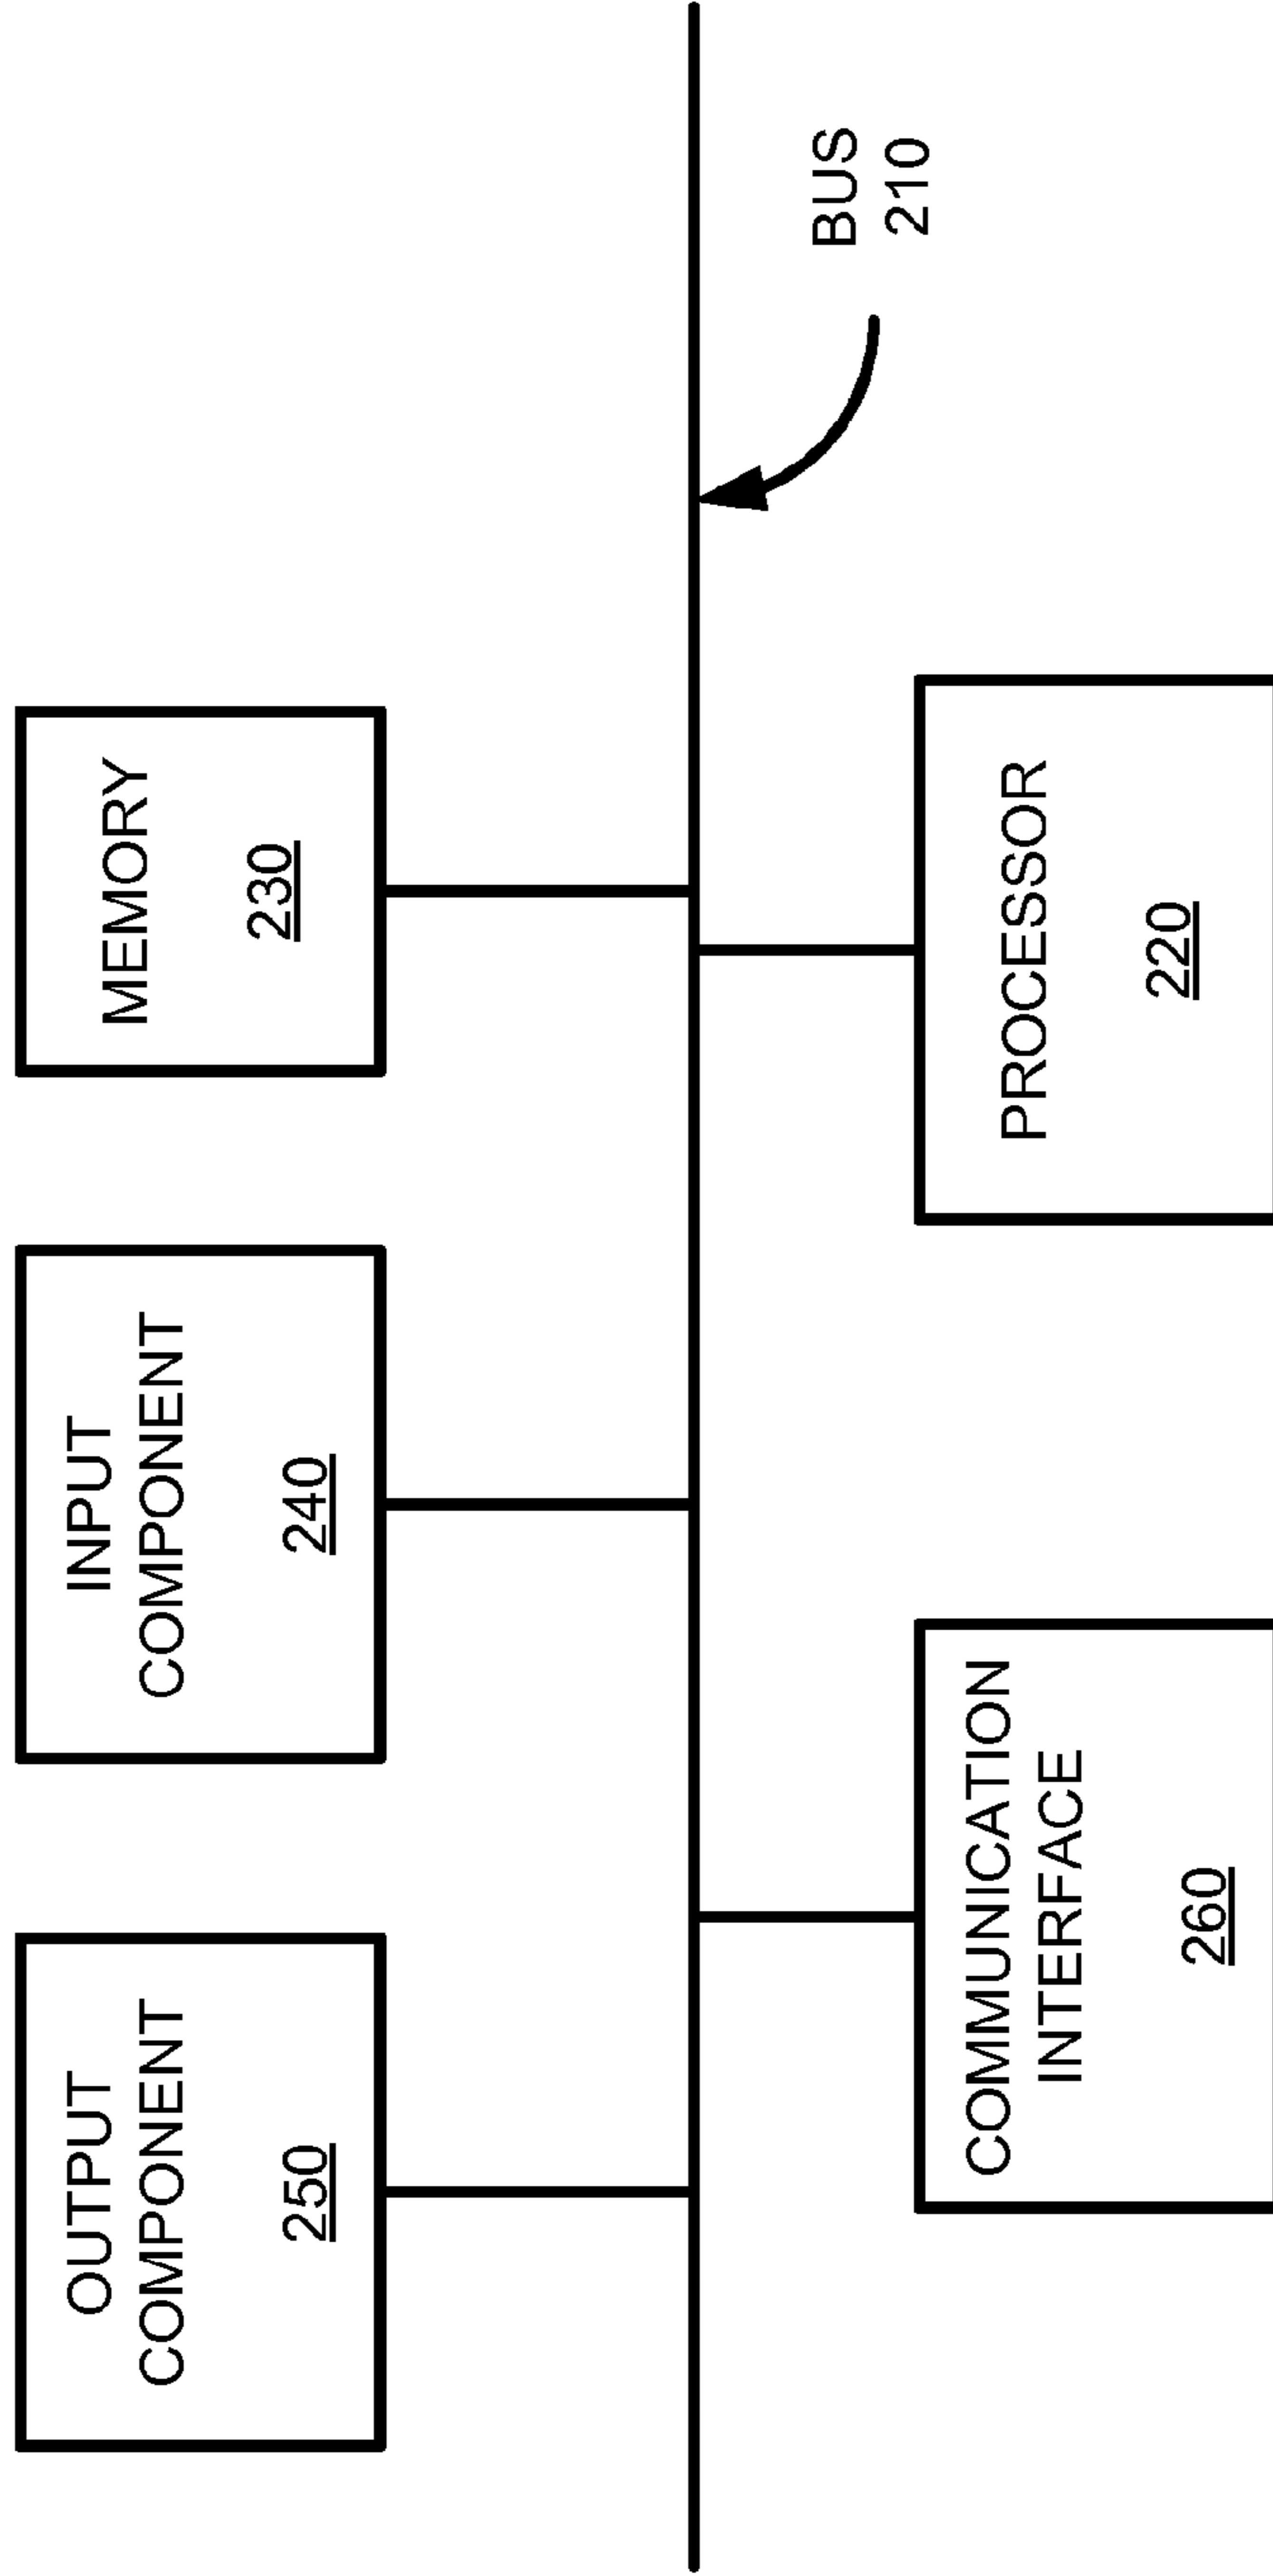 OUTPUT
COMPONENT
250
INPUT
COMPONENT
240
MEMORY
230
COMMUNICATION
INTERFACE
260
PROCESSOR
220
BUS
210